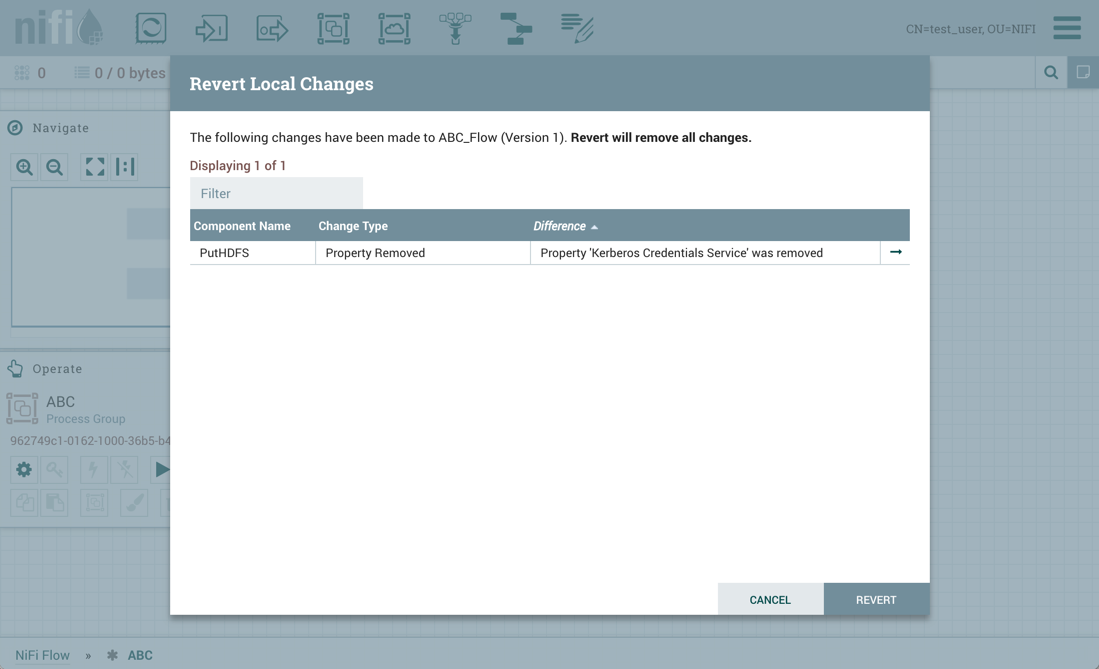 nifi
CN=test_user, OU=NIFI
0
0 / 0 bytes
Revert Local Changes
The following changes have been made to ABC_Flow (Version 1). Revert will remove all changes.
Displaying 1 of 1
Filter
Component Name Change Type Difference
PutHDFS Property Removed Property 'Kerberos Credentials Service' was removed
Navigate
Operate
ABC
Process Group
962749c1-0162-1000-36b5-b4
CANCEL REVERT
NiFi Flow » ABC